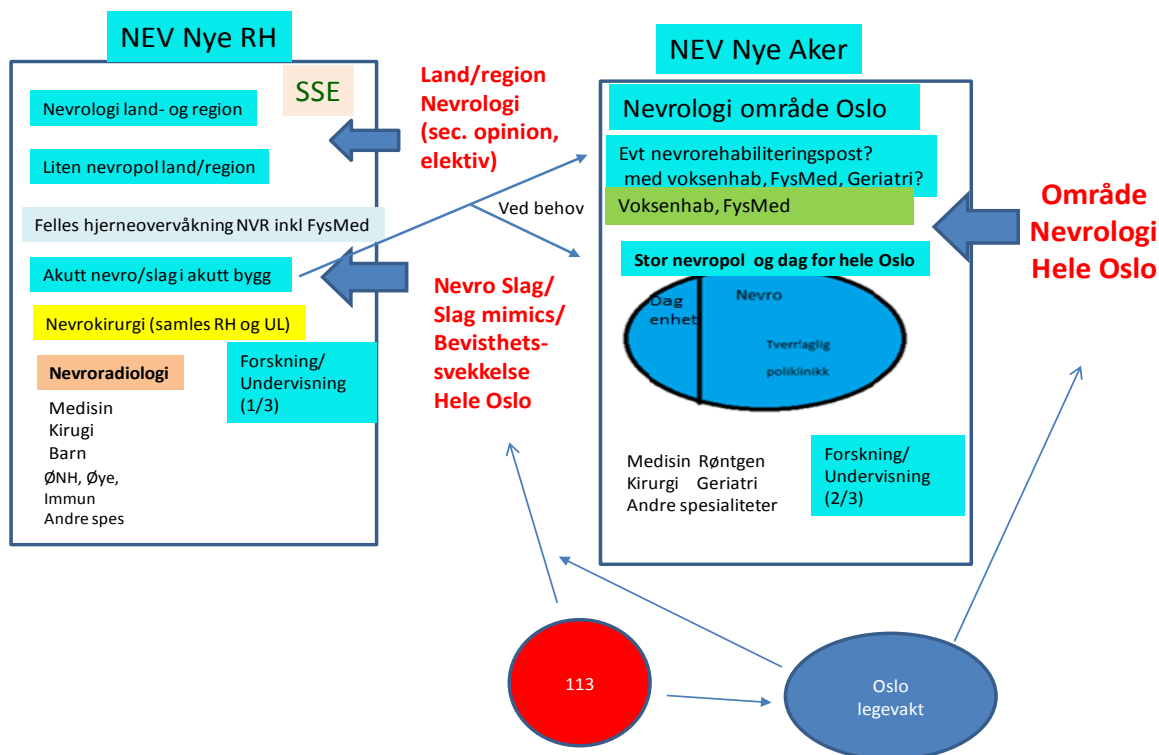 NEV Nye RH
SSE
Nevrologi land- og region
Liten nevropol land/region
Felles hjerneovervåkning NVR inkl FysMed
Akutt nevro/slag i akutt bygg
Nevrokirurgi (samles RH og UL)
Nevroradiologi
Forskning/
Undervisning
(1/3)
Medisin
Kirugi
Barn
ØNH, Øye,
Immun
Andre spes
Land/region
Nevrologi
(sec. opinion,
elektiv)
Ved behov
Nevro Slag/
Slag mimics/
Bevisthets-
svekkelse
Hele Oslo
NEV Nye Aker
Nevrologi område Oslo
Evt nevrorehabiliteringspost?
med voksenhab, FysMed, Geriatri?
Voksenhab, FysMed
Stor nevropol og dag for hele Oslo
Dag
enhet
Nevro
Tverrfaglig
poliklinikk
Medisin Røntgen
Kirurgi Geriatri
Andre spesialiteter
Forskning/
Undervisning
(2/3)
Område
Nevrologi
Hele Oslo
113
Oslo
legevakt